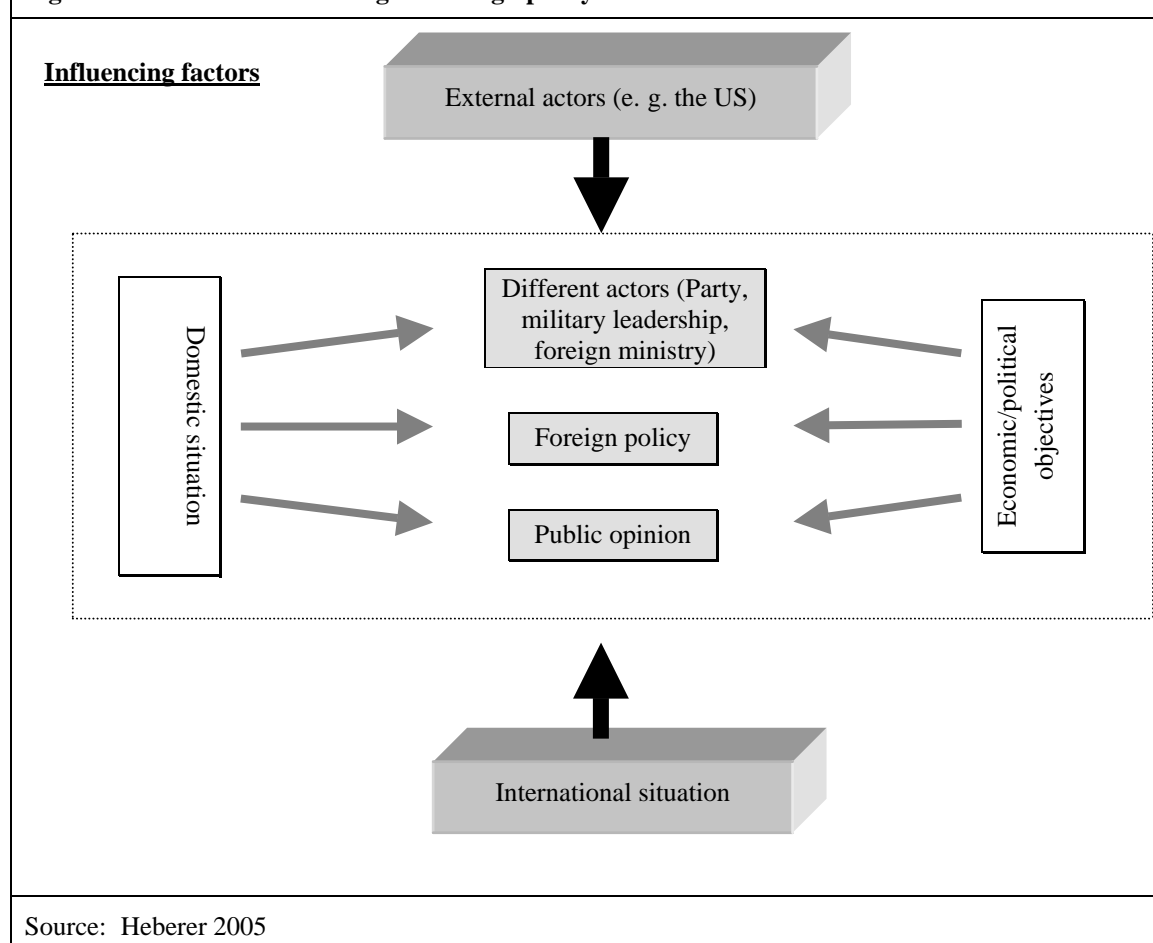 Influencing factors
External actors (e. g. the US)
Different actors (Party,
military leadership,
foreign ministry)
Domestic situation
Foreign policy
Economic/political
objectives
Public opinion
International situation
Source: Heberer 2005